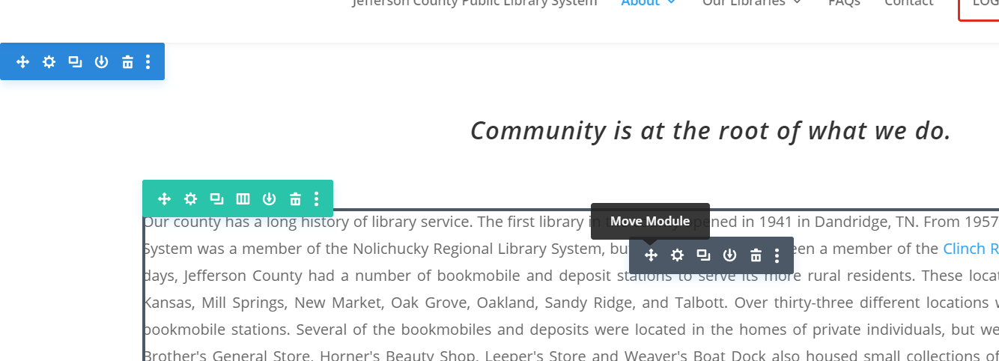 Jefferson County Public Library System About Our Libraries FAQs Contact LOG
Community is at the root of what we do.
Our county has a long history of library service. The first library in opened in 1941 in Dandridge, TN. From 1957
Move Module
System was a member of the Nolichucky Regional Library System, but been a member of the Clinch R
days, Jefferson County had a number of bookmobile and deposit stations to serve its more rural residents. These locat
Kansas, Mill Springs, New Market, Oak Grove, Oakland, Sandy Ridge, and Talbott. Over thirty-three different locations w
bookmobile stations. Several of the bookmobiles and deposits were located in the homes of private individuals, but we
Brother's General Store, Horner's Beauty Shop, Leeper's Store and Weaver's Boat Dock also housed small collections of